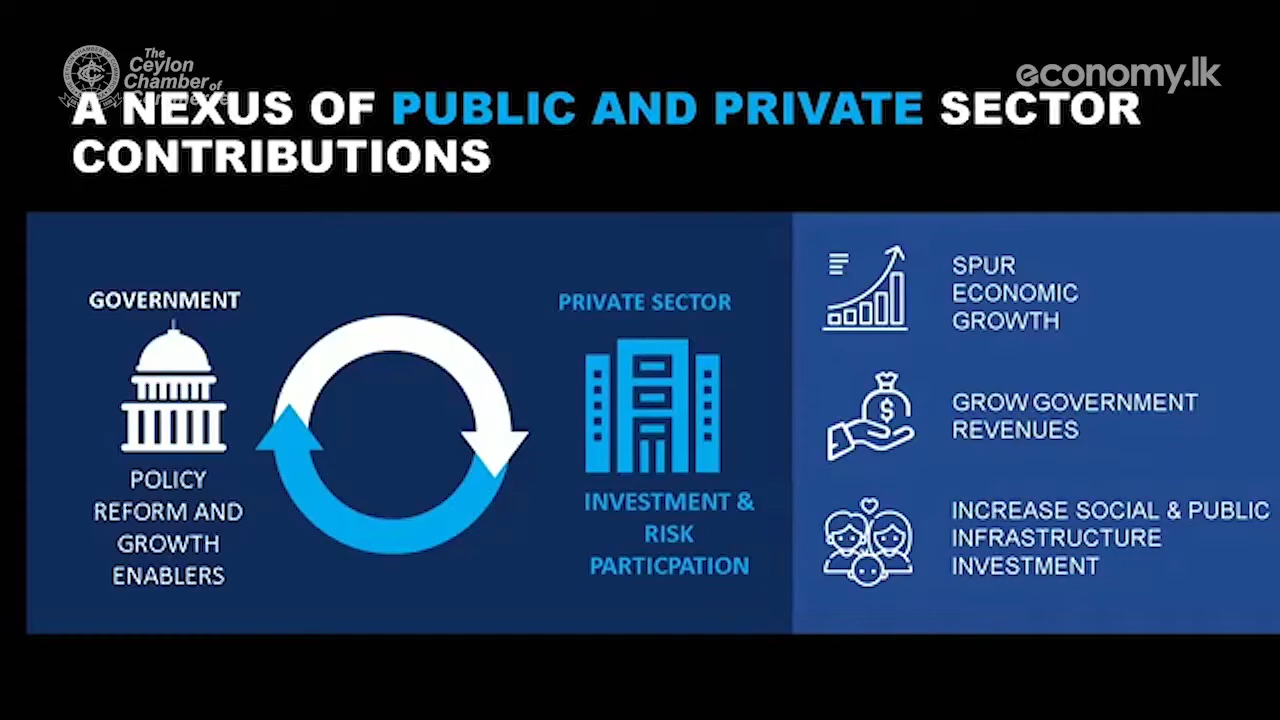 The
Ceylon
Chamber of
economy.lk
A NEXUS OF PUBLIC AND PRIVATE SECTOR
CONTRIBUTIONS
GOVERNMENT
POLICY
REFORM AND
GROWTH
ENABLERS
PRIVATE SECTOR
INVESTMENT &
RISK
PARTICPATION
SPUR
ECONOMIC
GROWTH
$
GROW GOVERNMENT
REVENUES
INCREASE SOCIAL & PUBLIC
INFRASTRUCTURE
INVESTMENT